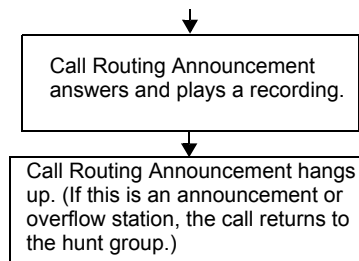 Call Routing Announcement
answers and plays a recording.
Call Routing Announcement hangs
up. (If this is an announcement or
overflow station, the call returns to
the hunt group.)